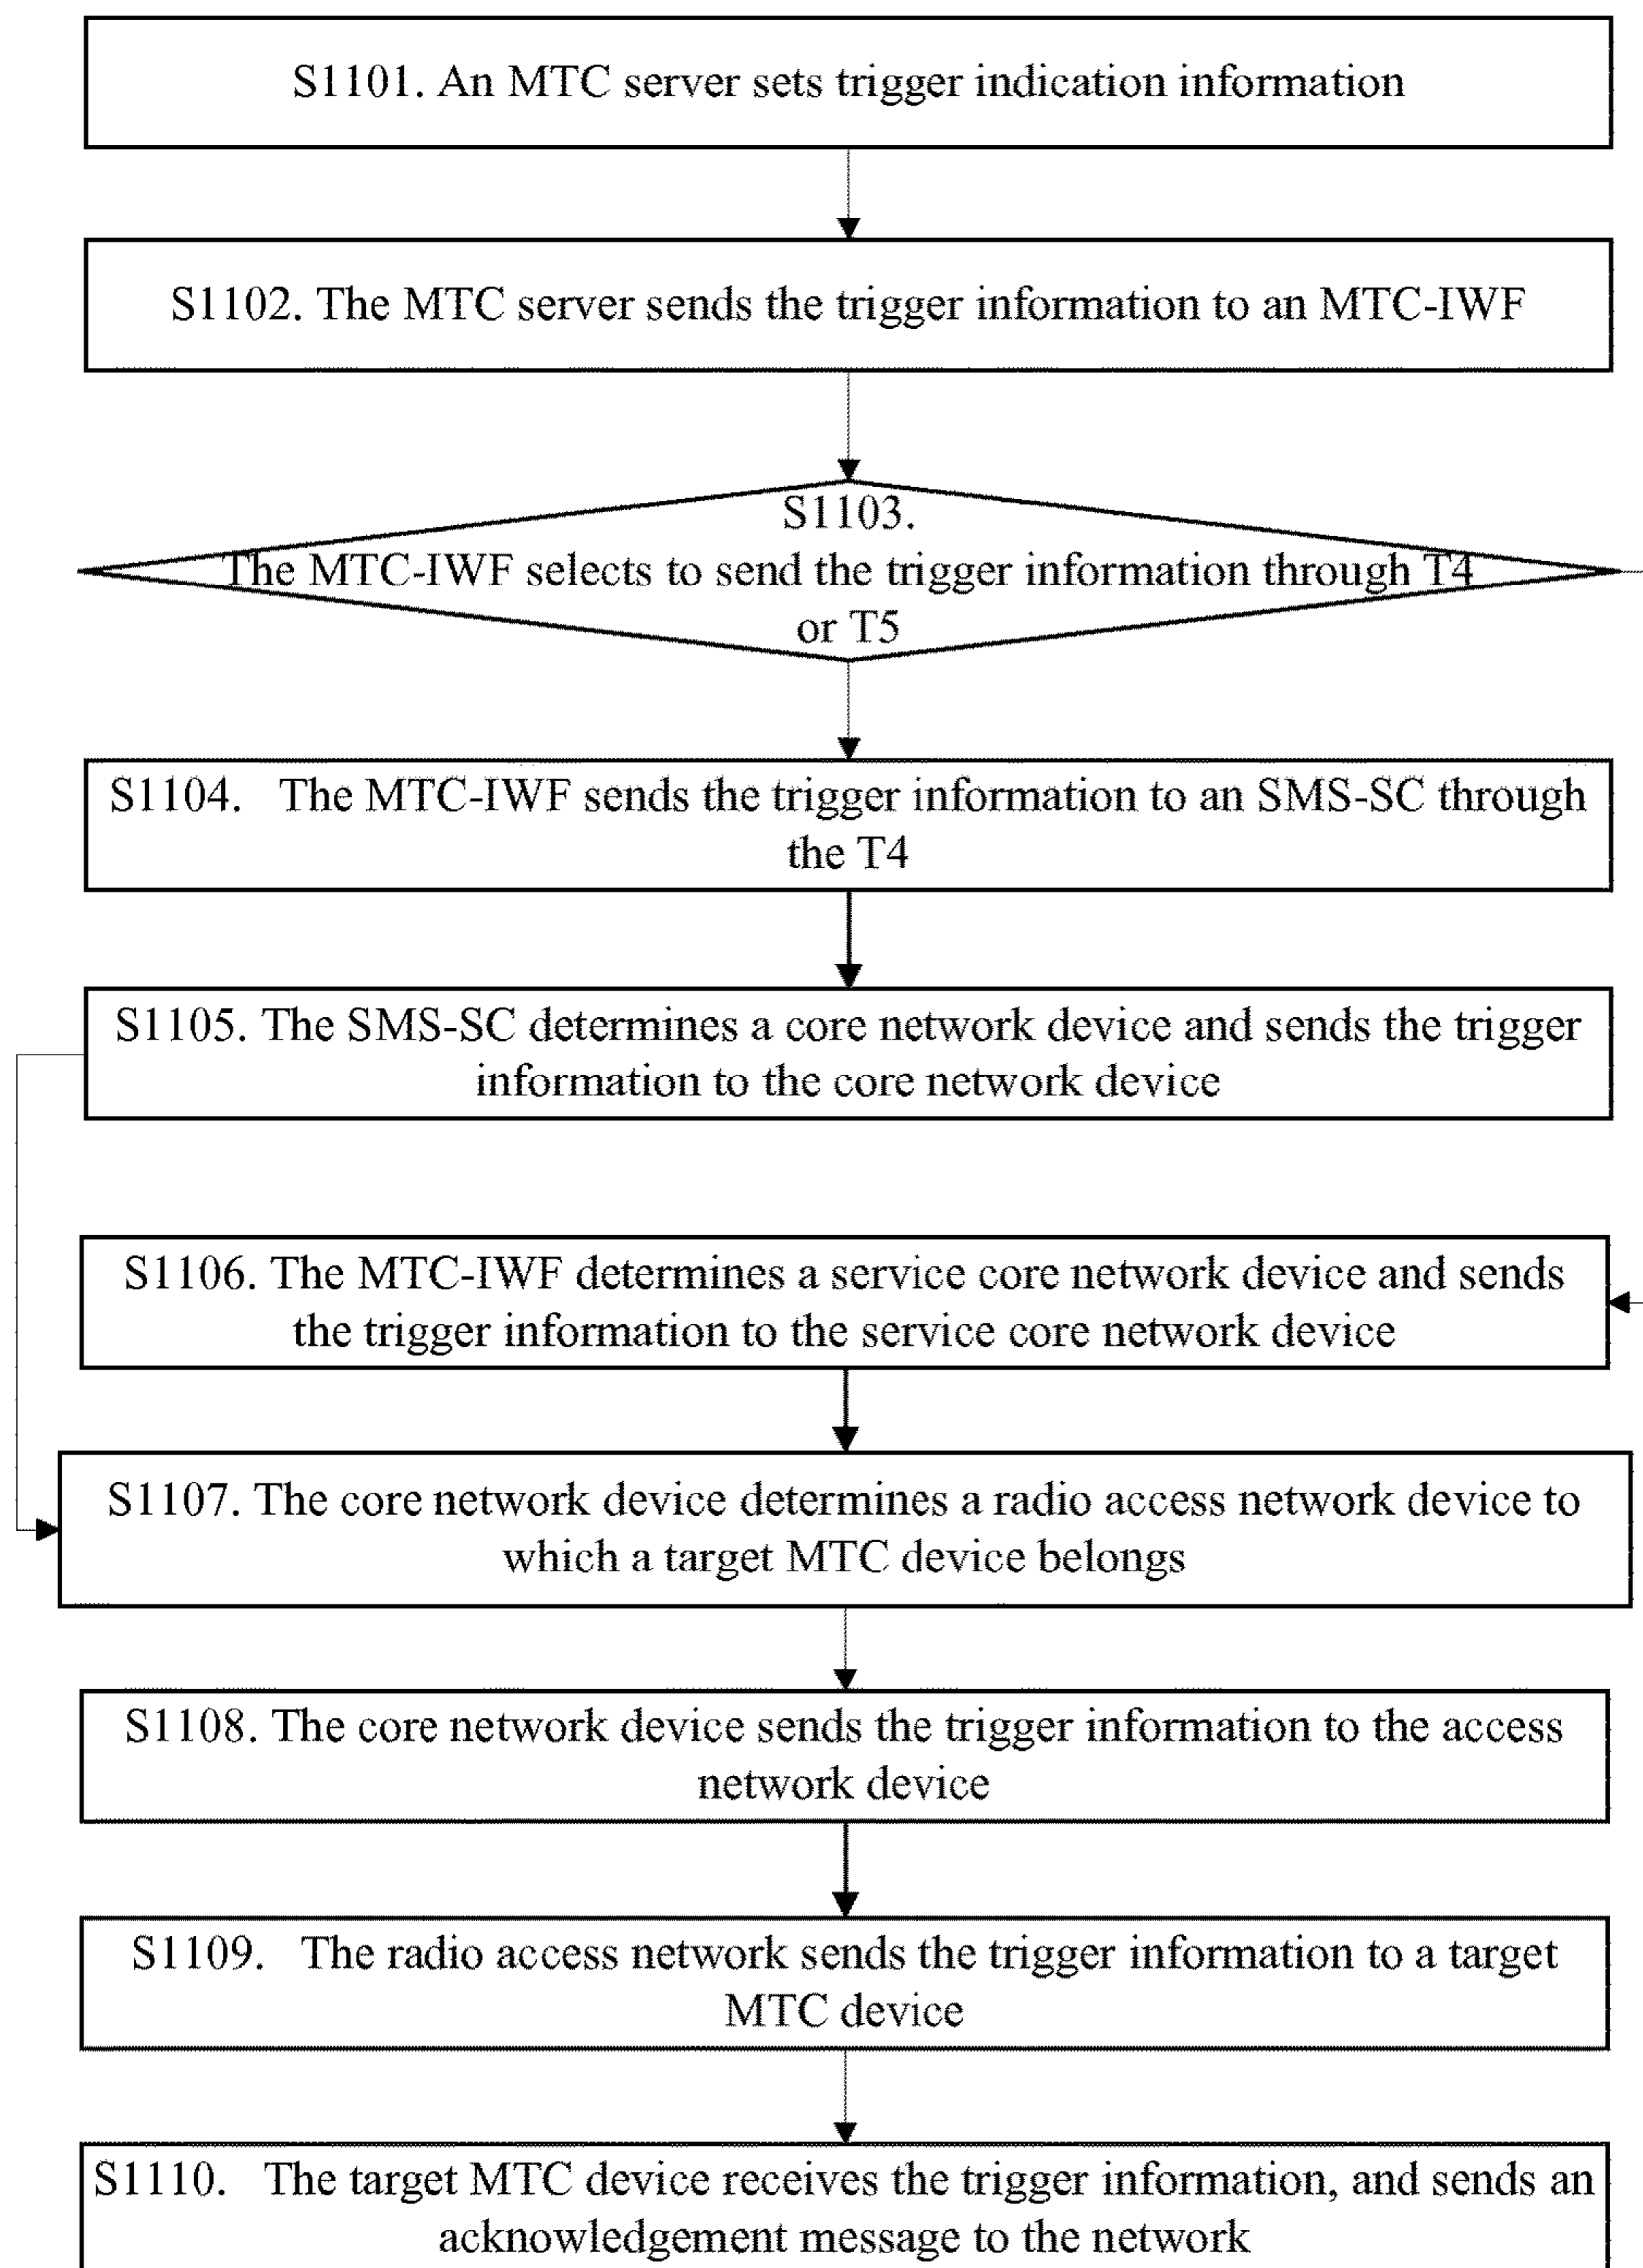 S1101. An MTC server sets trigger indication information
S1102. The MTC server sends the trigger information to an MTC-IWF
S1103.
The MTC-IWF selects to send the trigger information through T4
or T5
S1104. The MTC-IWF sends the trigger information to an SMS-SC through
the T4
S1105. The SMS-SC determines a core network device and sends the trigger
information to the core network device
S1106. The MTC-IWF determines a service core network device and sends
the trigger information to the service core network device
S1107. The core network device determines a radio access network device to
which a target MTC device belongs
S1108. The core network device sends the trigger information to the access
network device
S1109. The radio access network sends the trigger information to a target
MTC device
S1110. The target MTC device receives the trigger information, and sends an
acknowledgement message to the network